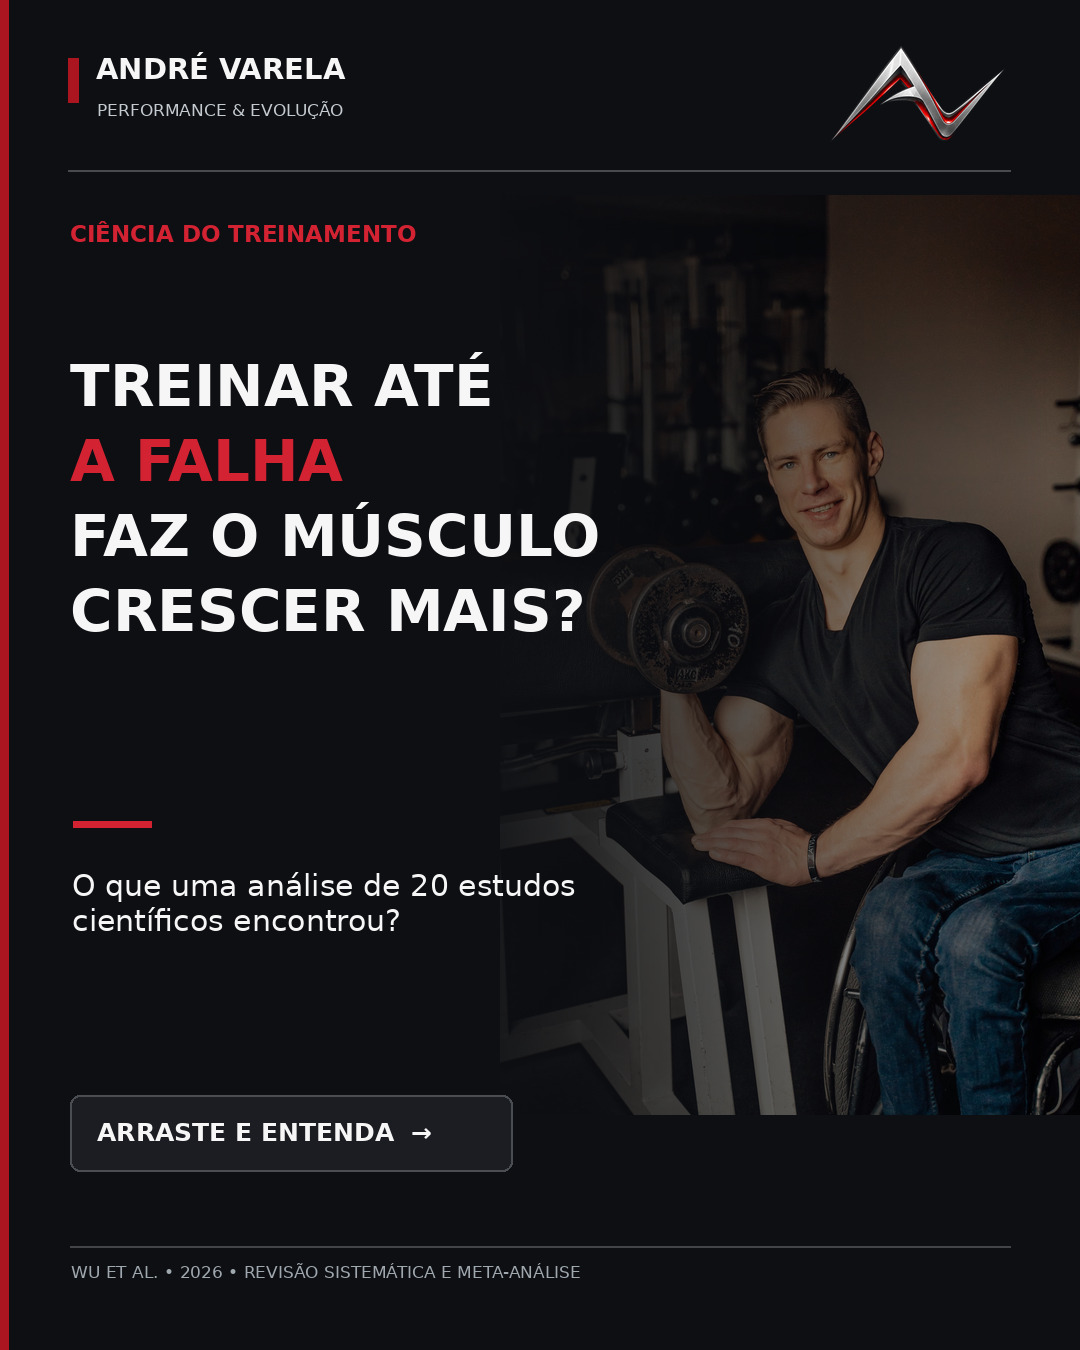 ANDRÉ VARELA
PERFORMANCE & EVOLUÇÃO
CIÊNCIA DO TREINAMENTO
TREINAR ATÉ
A FALHA
FAZ O MÚSCULO
CRESCER MAIS?
O que uma análise de 20 estudos
científicos encontrou?
ARRASTE E ENTENDA →
WU ET AL. • 2026 • REVISÃO SISTEMÁTICA E META-ANÁLISE